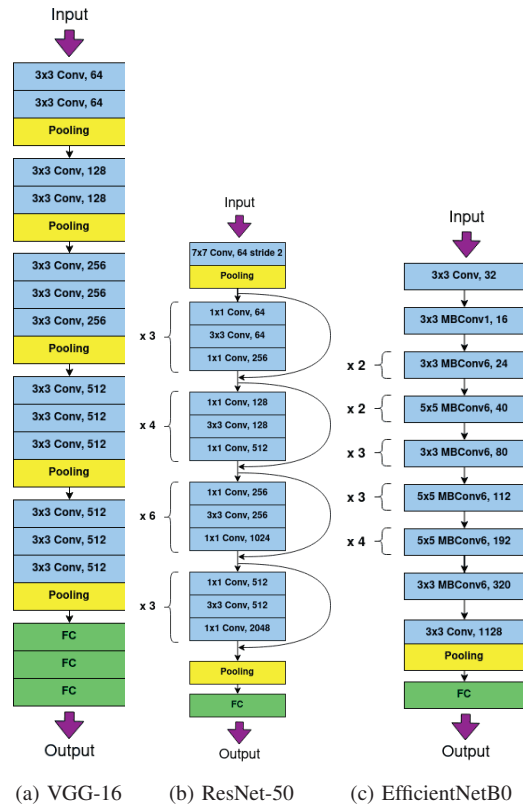 Input
3x3 Conv, 64
3x3 Conv, 64
Pooling
3x3 Conv, 128
3x3 Conv, 128
Pooling
3x3 Conv, 256
3x3 Conv, 256
3x3 Conv, 256
Pooling
3x3 Conv, 512
3x3 Conv, 512
3x3 Conv, 512
Pooling
3x3 Conv, 512
3x3 Conv, 512
3x3 Conv, 512
Pooling
FC
FC
FC
Output
(a) VGG-16
Input
7x7 Conv, 64 stride 2
Pooling
x 3
1x1 Conv, 64
3x3 Conv, 64
1x1 Conv, 256
x 4
1x1 Conv, 128
3x3 Conv, 128
1x1 Conv, 512
x 6
1x1 Conv, 256
3x3 Conv, 256
1x1 Conv, 1024
x 3
1x1 Conv, 512
3x3 Conv, 512
1x1 Conv, 2048
Pooling
FC
Output
(b) ResNet-50
Input
3x3 Conv, 32
3x3 MBConv1, 16
x 2
3x3 MBConv6, 24
x 2
5x5 MBConv6, 40
x 3
3x3 MBConv6, 80
x 3
5x5 MBConv6, 112
x 4
5x5 MBConv6, 192
3x3 MBConv6, 320
3x3 Conv, 1128
Pooling
FC
Output
(c) EfficientNetB0